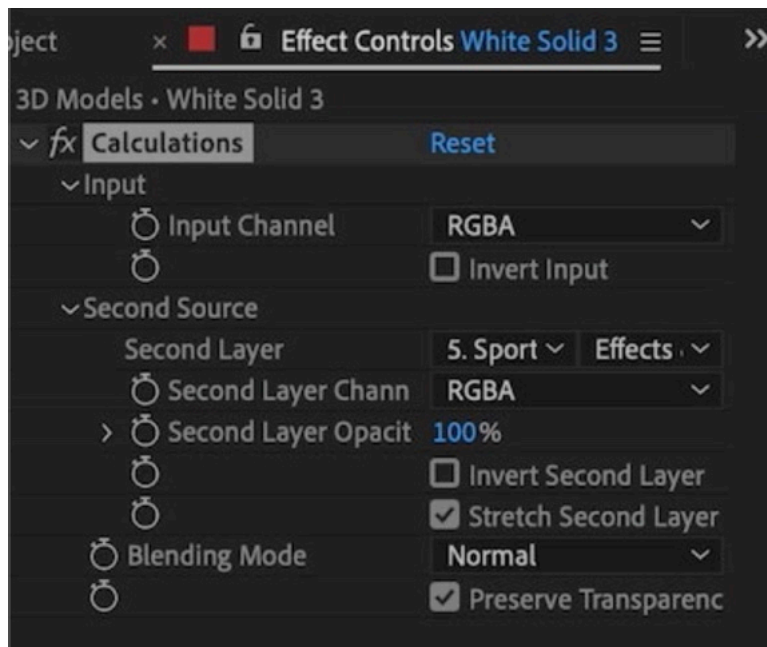 oject × Effect Controls White Solid 3
3D Models • White Solid 3
fx Calculations Reset
Input
Input Channel RGBA
Invert Input
Second Source
Second Layer 5. Sport Effects
Second Layer Chann RGBA
Second Layer Opacit 100%
Invert Second Layer
Stretch Second Layer
Blending Mode Normal
Preserve Transparenc